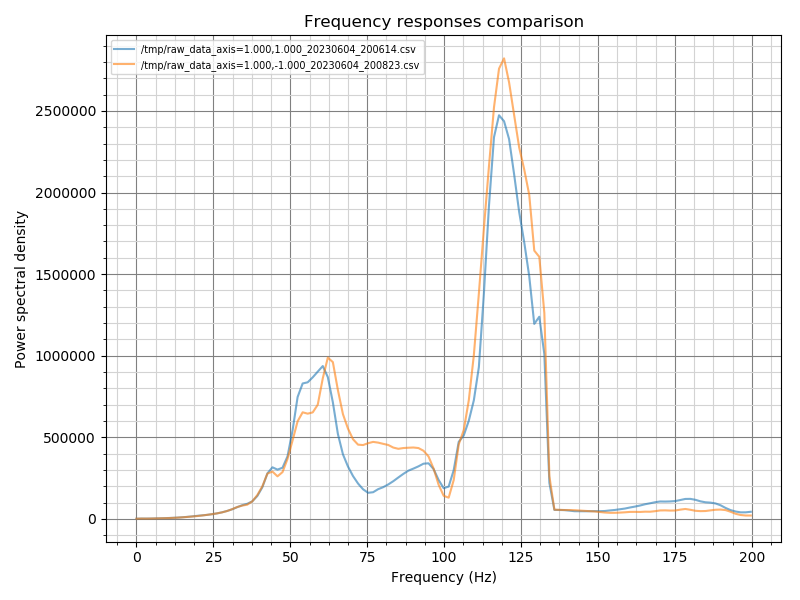 Frequency responses comparison
/tmp/raw_data_axis=1.000,1.000_20230604_200614.csv
/tmp/raw_data_axis=1.000,-1.000_20230604_200823.csv
Power spectral density
2500000
2000000
1500000
1000000
500000
0
0 25 50 75 100 125 150 175 200
Frequency (Hz)